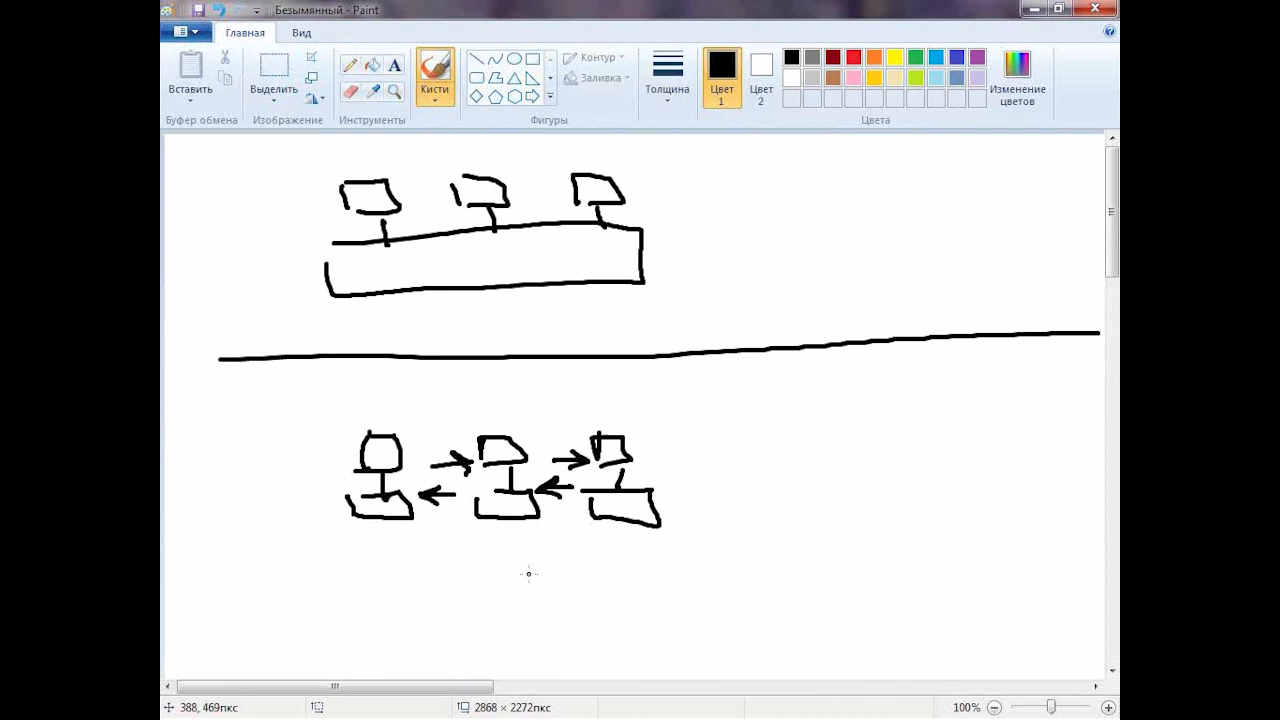 Безымянный - Paint
Главная
Вид
Вставить
Выделить
Кисти
Контур
Заливка
Толщина
Цвет
1
Цвет
2
Изменение
цветов
Буфер обмена
Изображение
Инструменты
Фигуры
Цвета
388, 469пкс
2868 × 2272пкс
100%